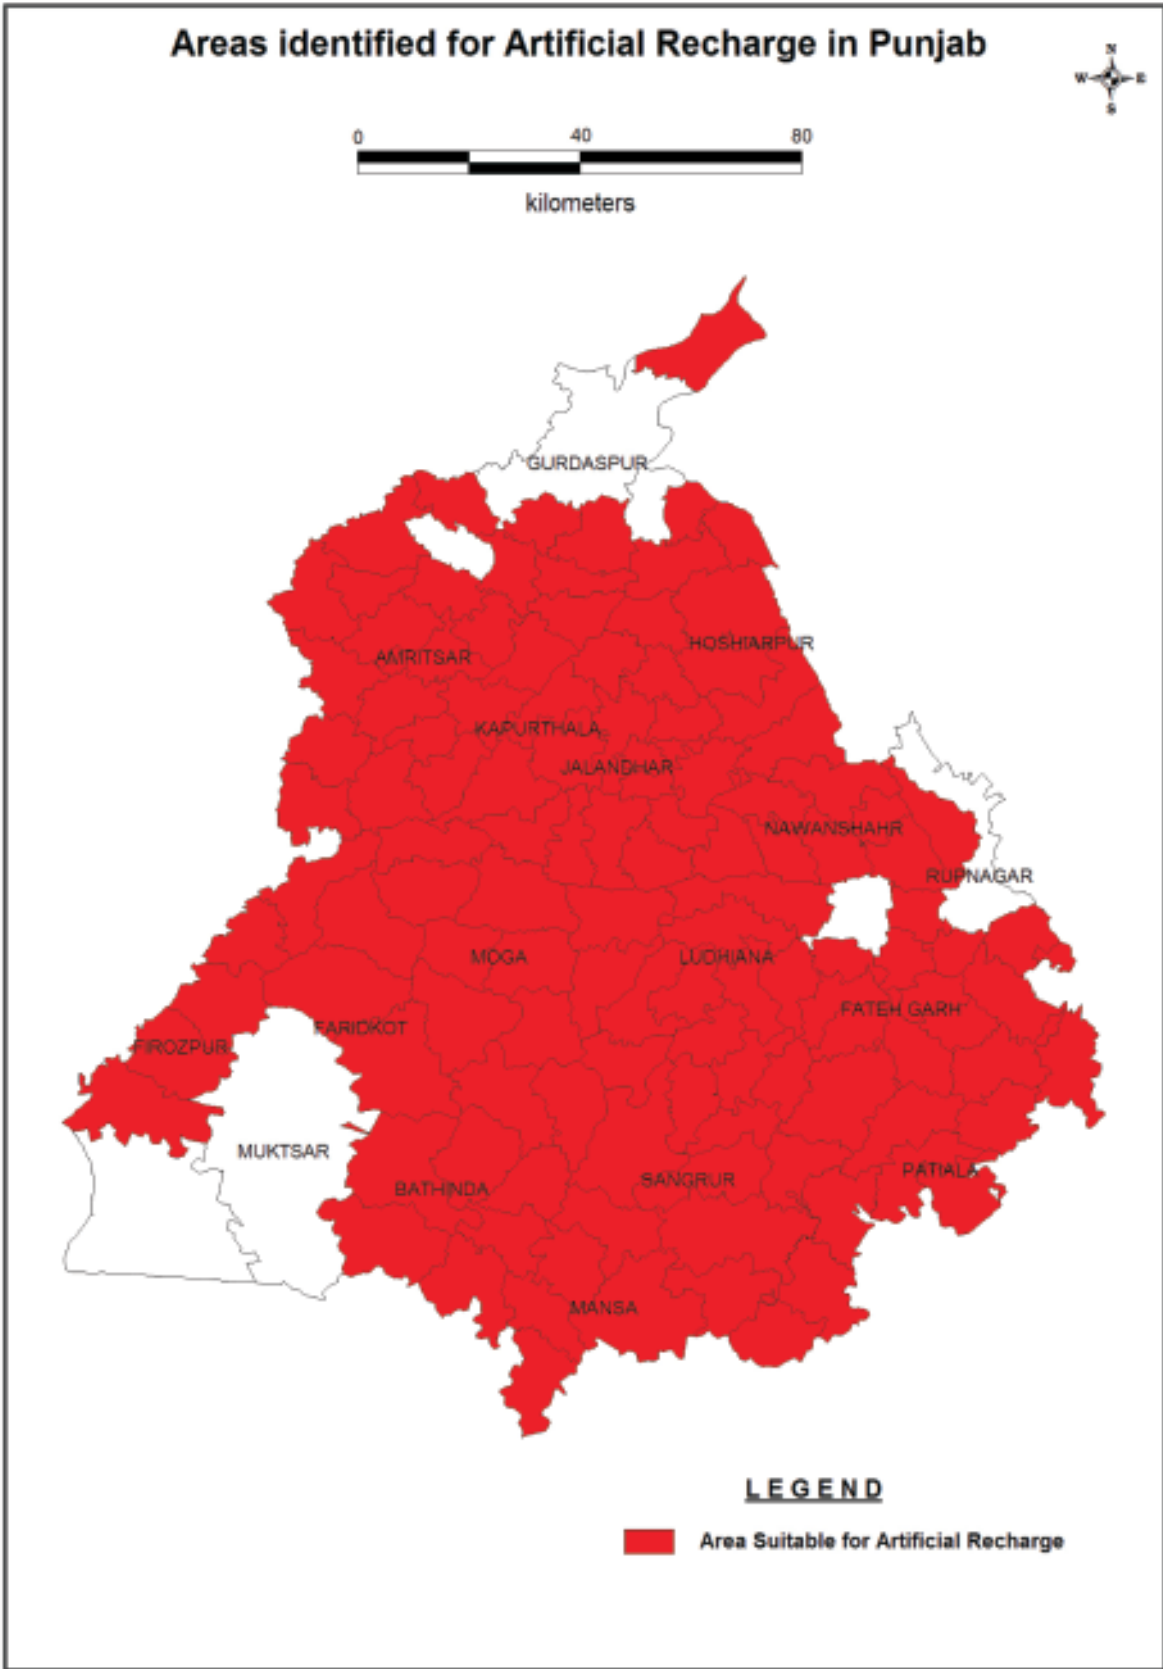 Areas identified for Artificial Recharge in Punjab
N
W E
S
0 40 80
kilometers
GURDASPUR
HOSHIARPUR
AMRITSAR
KAPURTHALA
JALANDHAR
NAWANSHAHR
RUPNAGAR
MOGA
LUDHIANA
FATEH GARH
FARIDKOT
FIROZPUR
MUKTSAR
PATIALA
SANGRUR
BATHINDA
MANSA
LEGEND
Area Suitable for Artificial Recharge